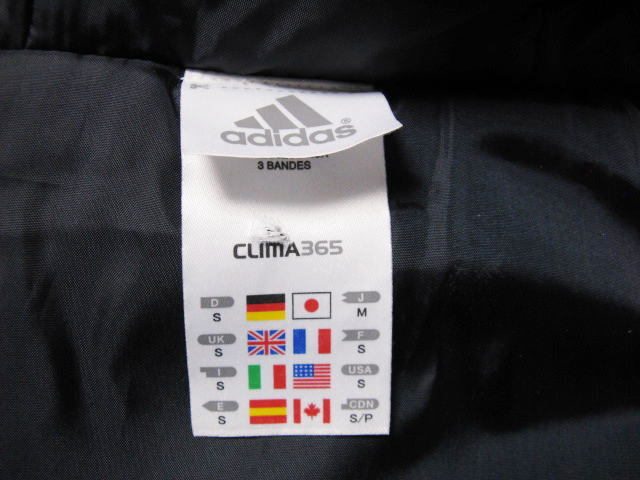 adidas®
3 BANDES
CLIMA365
D J
S M
UK F
S S
I USA
S S
E CDN
S S/P